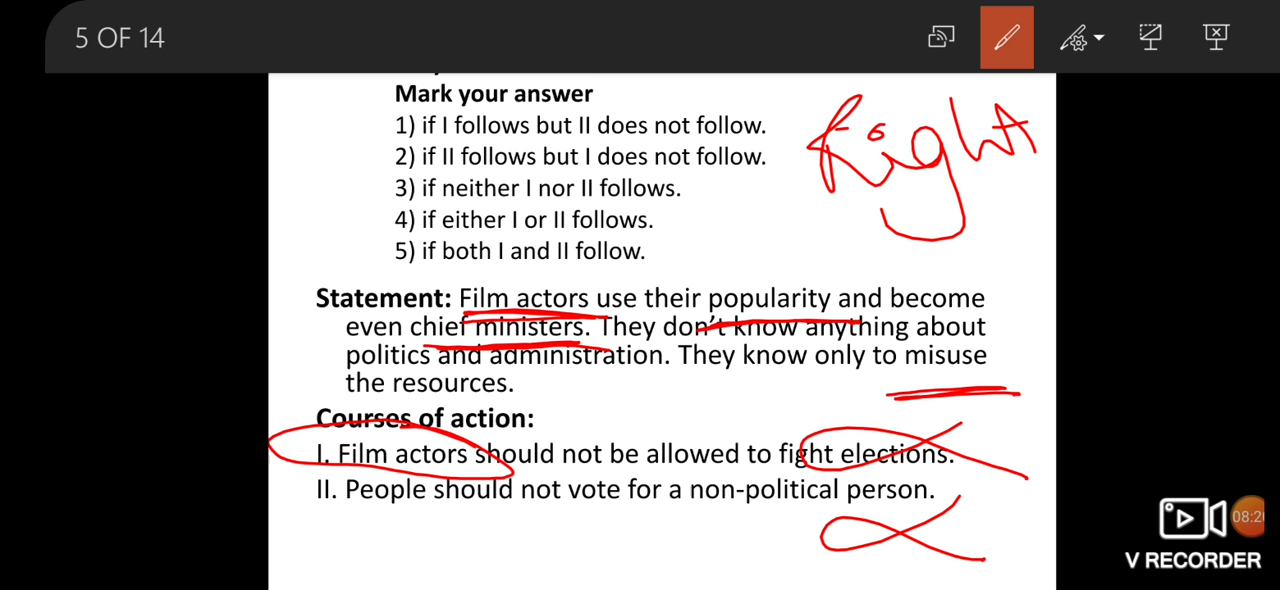 5 OF 14
Mark your answer
Right
1) if I follows but II does not follow.
2) if II follows but I does not follow.
3) if neither I nor II follows.
4) if either I or II follows.
5) if both I and II follow.
Statement: Film actors use their popularity and become
even chief ministers. They don't know anything about
politics and administration. They know only to misuse
the resources.
Courses of action:
I. Film actors should not be allowed to fight elections.
II. People should not vote for a non-political person.
V RECORDER